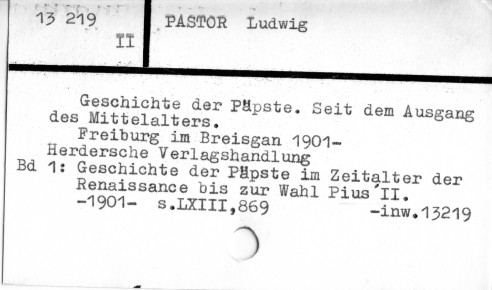 13 219
II
PASTOR Ludwig
Geschichte der Päpste. Seit dem Ausgang
des Mittelalters.
Freiburg im Breisgan 1901-
Herdersche Verlagshandlung
Bd 1: Geschichte der Päpste im Zeitalter der
Renaissance bis zur Wahl Pius II.
-1901- s.LXIII,869 -inw.13219